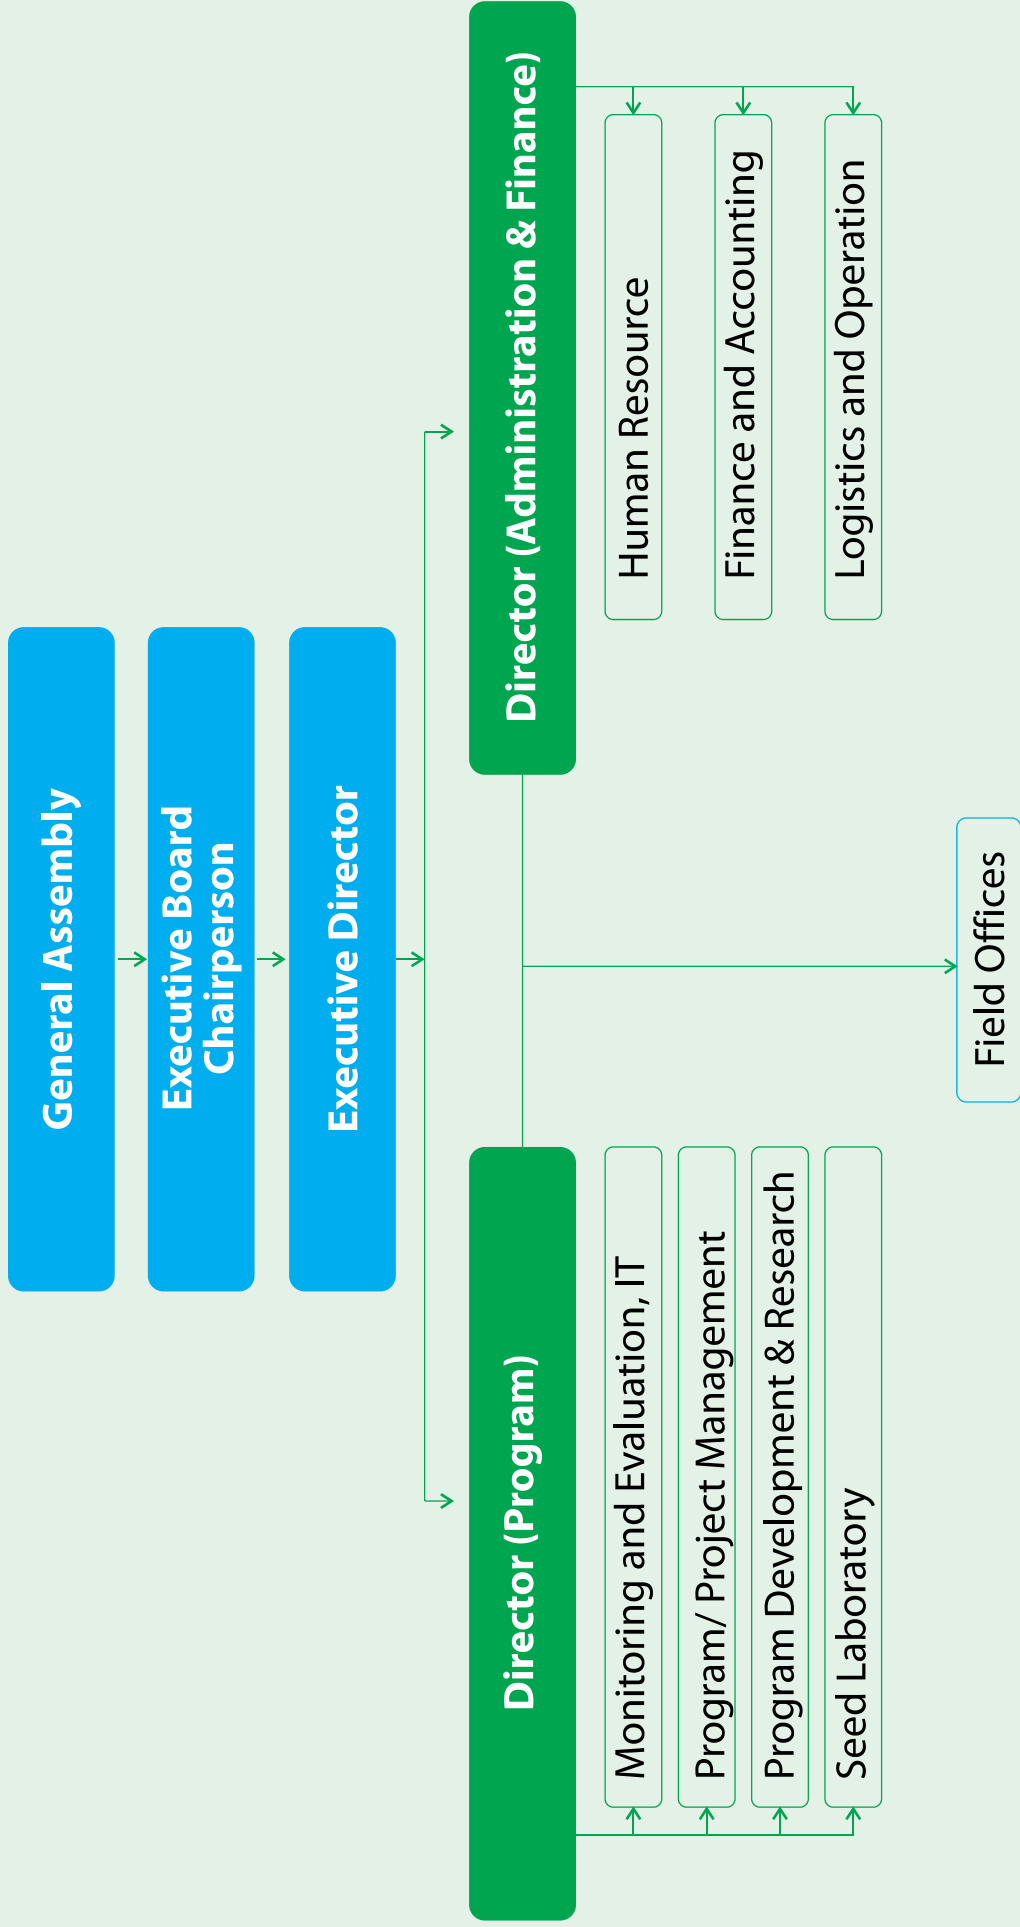 General Assembly
Executive Board
Chairperson
Executive Director
Director (Program)
Director (Administration & Finance)
Monitoring and Evaluation, IT
Program/ Project Management
Program Development & Research
Seed Laboratory
Human Resource
Finance and Accounting
Logistics and Operation
Field Offices